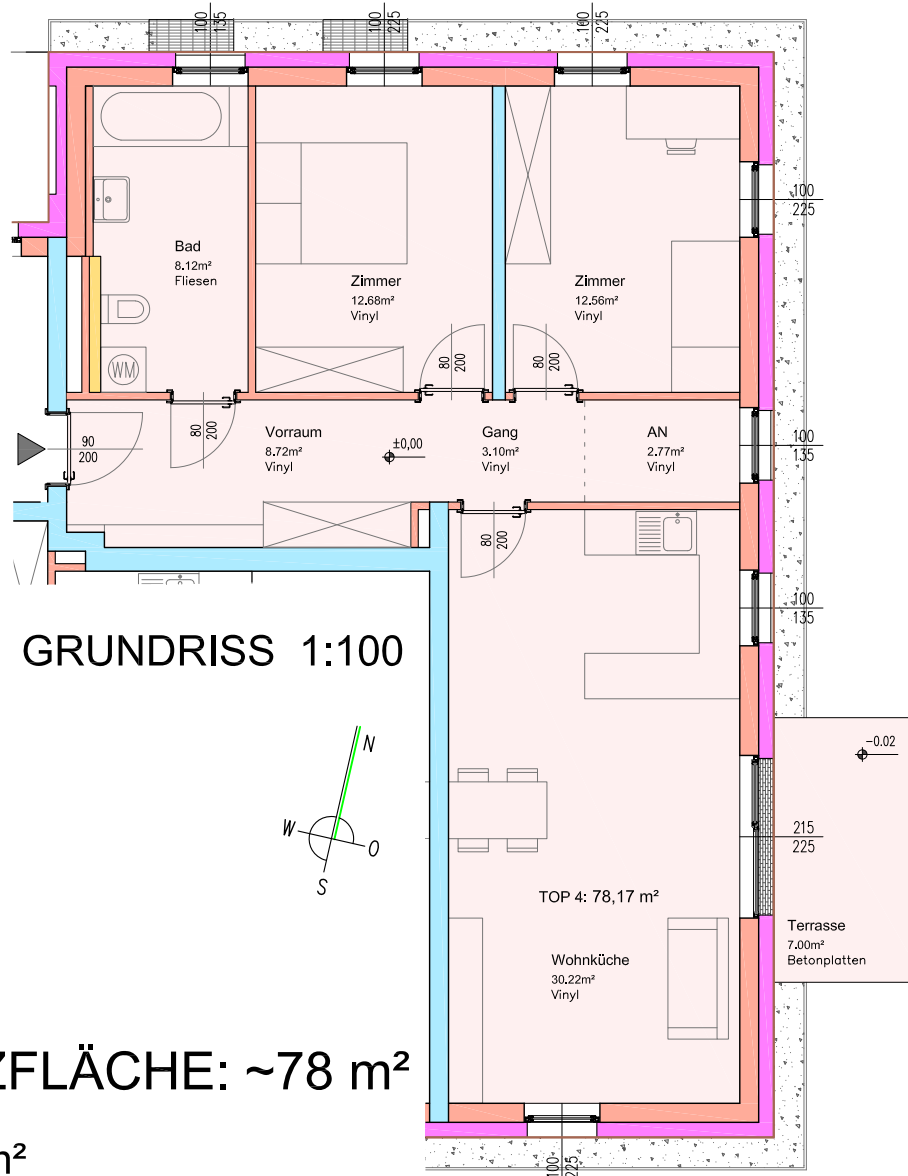 100
135
100
225
100
225
Bad
8.12m²
Fliesen
Zimmer
12.68m²
Vinyl
Zimmer
12.56m²
Vinyl
100
225
WM
80
200
80
200
80
200
90
200
Vorraum
8.72m²
Vinyl
±0,00
Gang
3.10m²
Vinyl
AN
2.77m²
Vinyl
100
135
80
200
100
135
GRUNDRISS 1:100
N
W
O
S
-0.02
215
225
TOP 4: 78,17 m²
Terrasse
7.00m²
Betonplatten
Wohnküche
30.22m²
Vinyl
ZFLÄCHE: ~78 m²
m²
100
225